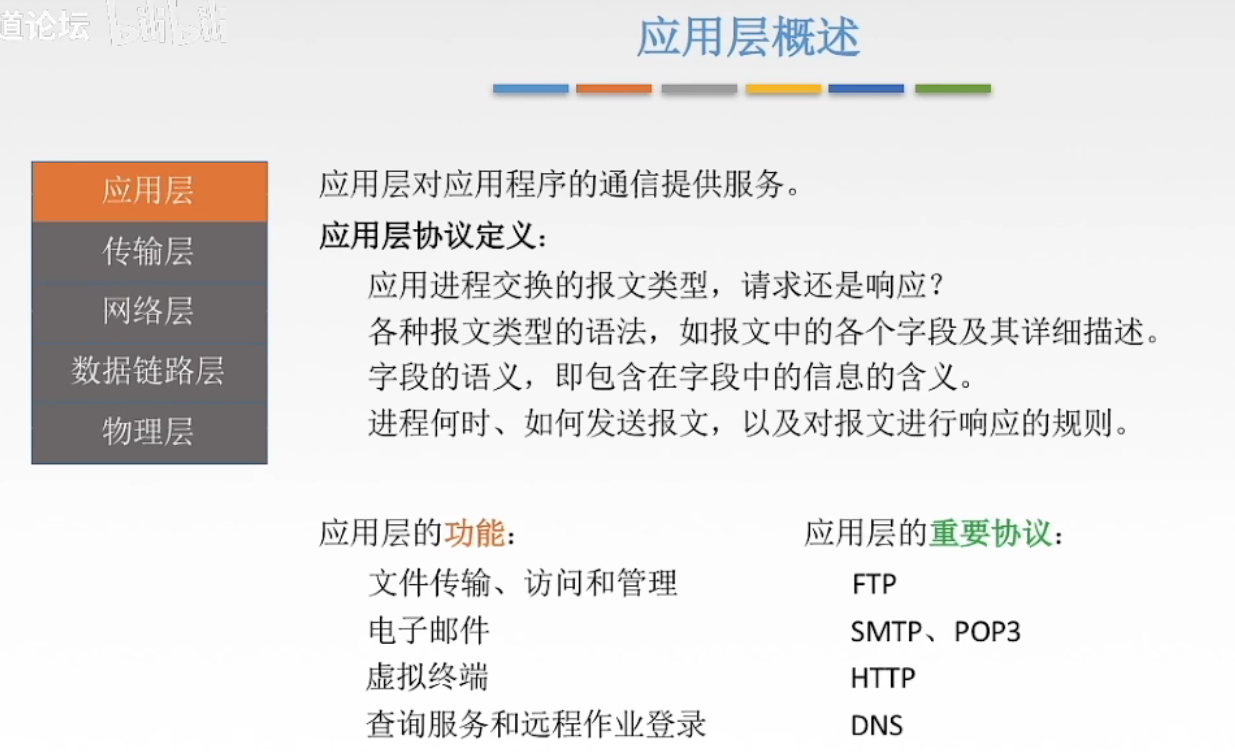 道论坛 bilibili
应用层概述
应用层
传输层
网络层
数据链路层
物理层
应用层对应用程序的通信提供服务。
应用层协议定义：
应用进程交换的报文类型，请求还是响应？
各种报文类型的语法，如报文中的各个字段及其详细描述。
字段的语义，即包含在字段中的信息的含义。
进程何时、如何发送报文，以及对报文进行响应的规则。
应用层的功能：
文件传输、访问和管理
电子邮件
虚拟终端
查询服务和远程作业登录
应用层的重要协议：
FTP
SMTP、POP3
HTTP
DNS